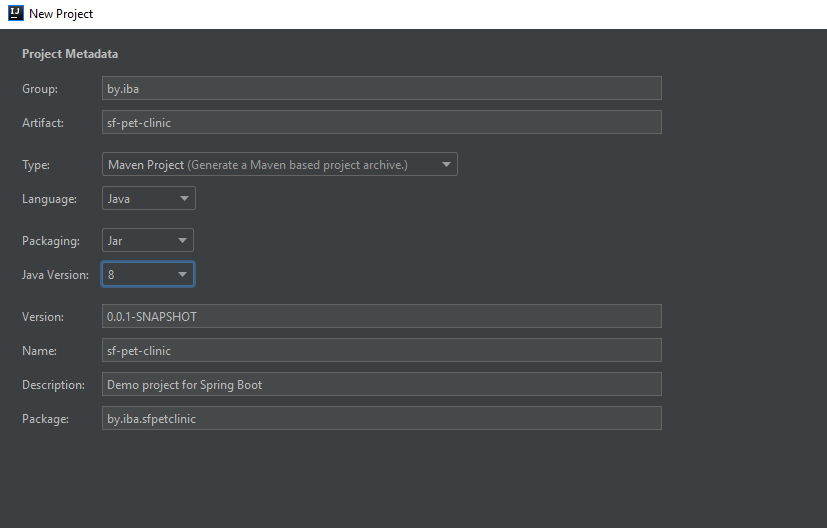 IJ New Project
Project Metadata
Group: by.iba
Artifact: sf-pet-clinic
Type: Maven Project (Generate a Maven based project archive.)
Language: Java
Packaging: Jar
Java Version: 8
Version: 0.0.1-SNAPSHOT
Name: sf-pet-clinic
Description: Demo project for Spring Boot
Package: by.iba.sfpetclinic